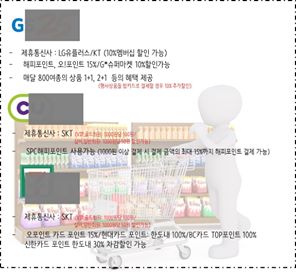 G
- 제휴통신사 : LG유플러스/KT (10%멤버십 할인 가능)
- 해피포인트, 오!포인트 15%/G*슈퍼마켓 10%할인가능
- 매달 800여종의 상품 1+1, 2+1 등의 혜택 제공
(행사상품을 팝카드로 결제할 경우 10% 추가할인)
CU
- 제휴통신사 : SKT
- SPC해피포인트 사용가능 (1000원 이상 결제 시 결제 금액의 최대 15%까지 해피포인트 결제 가능)
- 제휴통신사 : SKT
- 오포인트 카드 포인트 15%/현대카드 포인트: 한도내 100%/BC카드 TOP포인트 100%
신한카드 포인트 한도내 30% 차감할인 가능